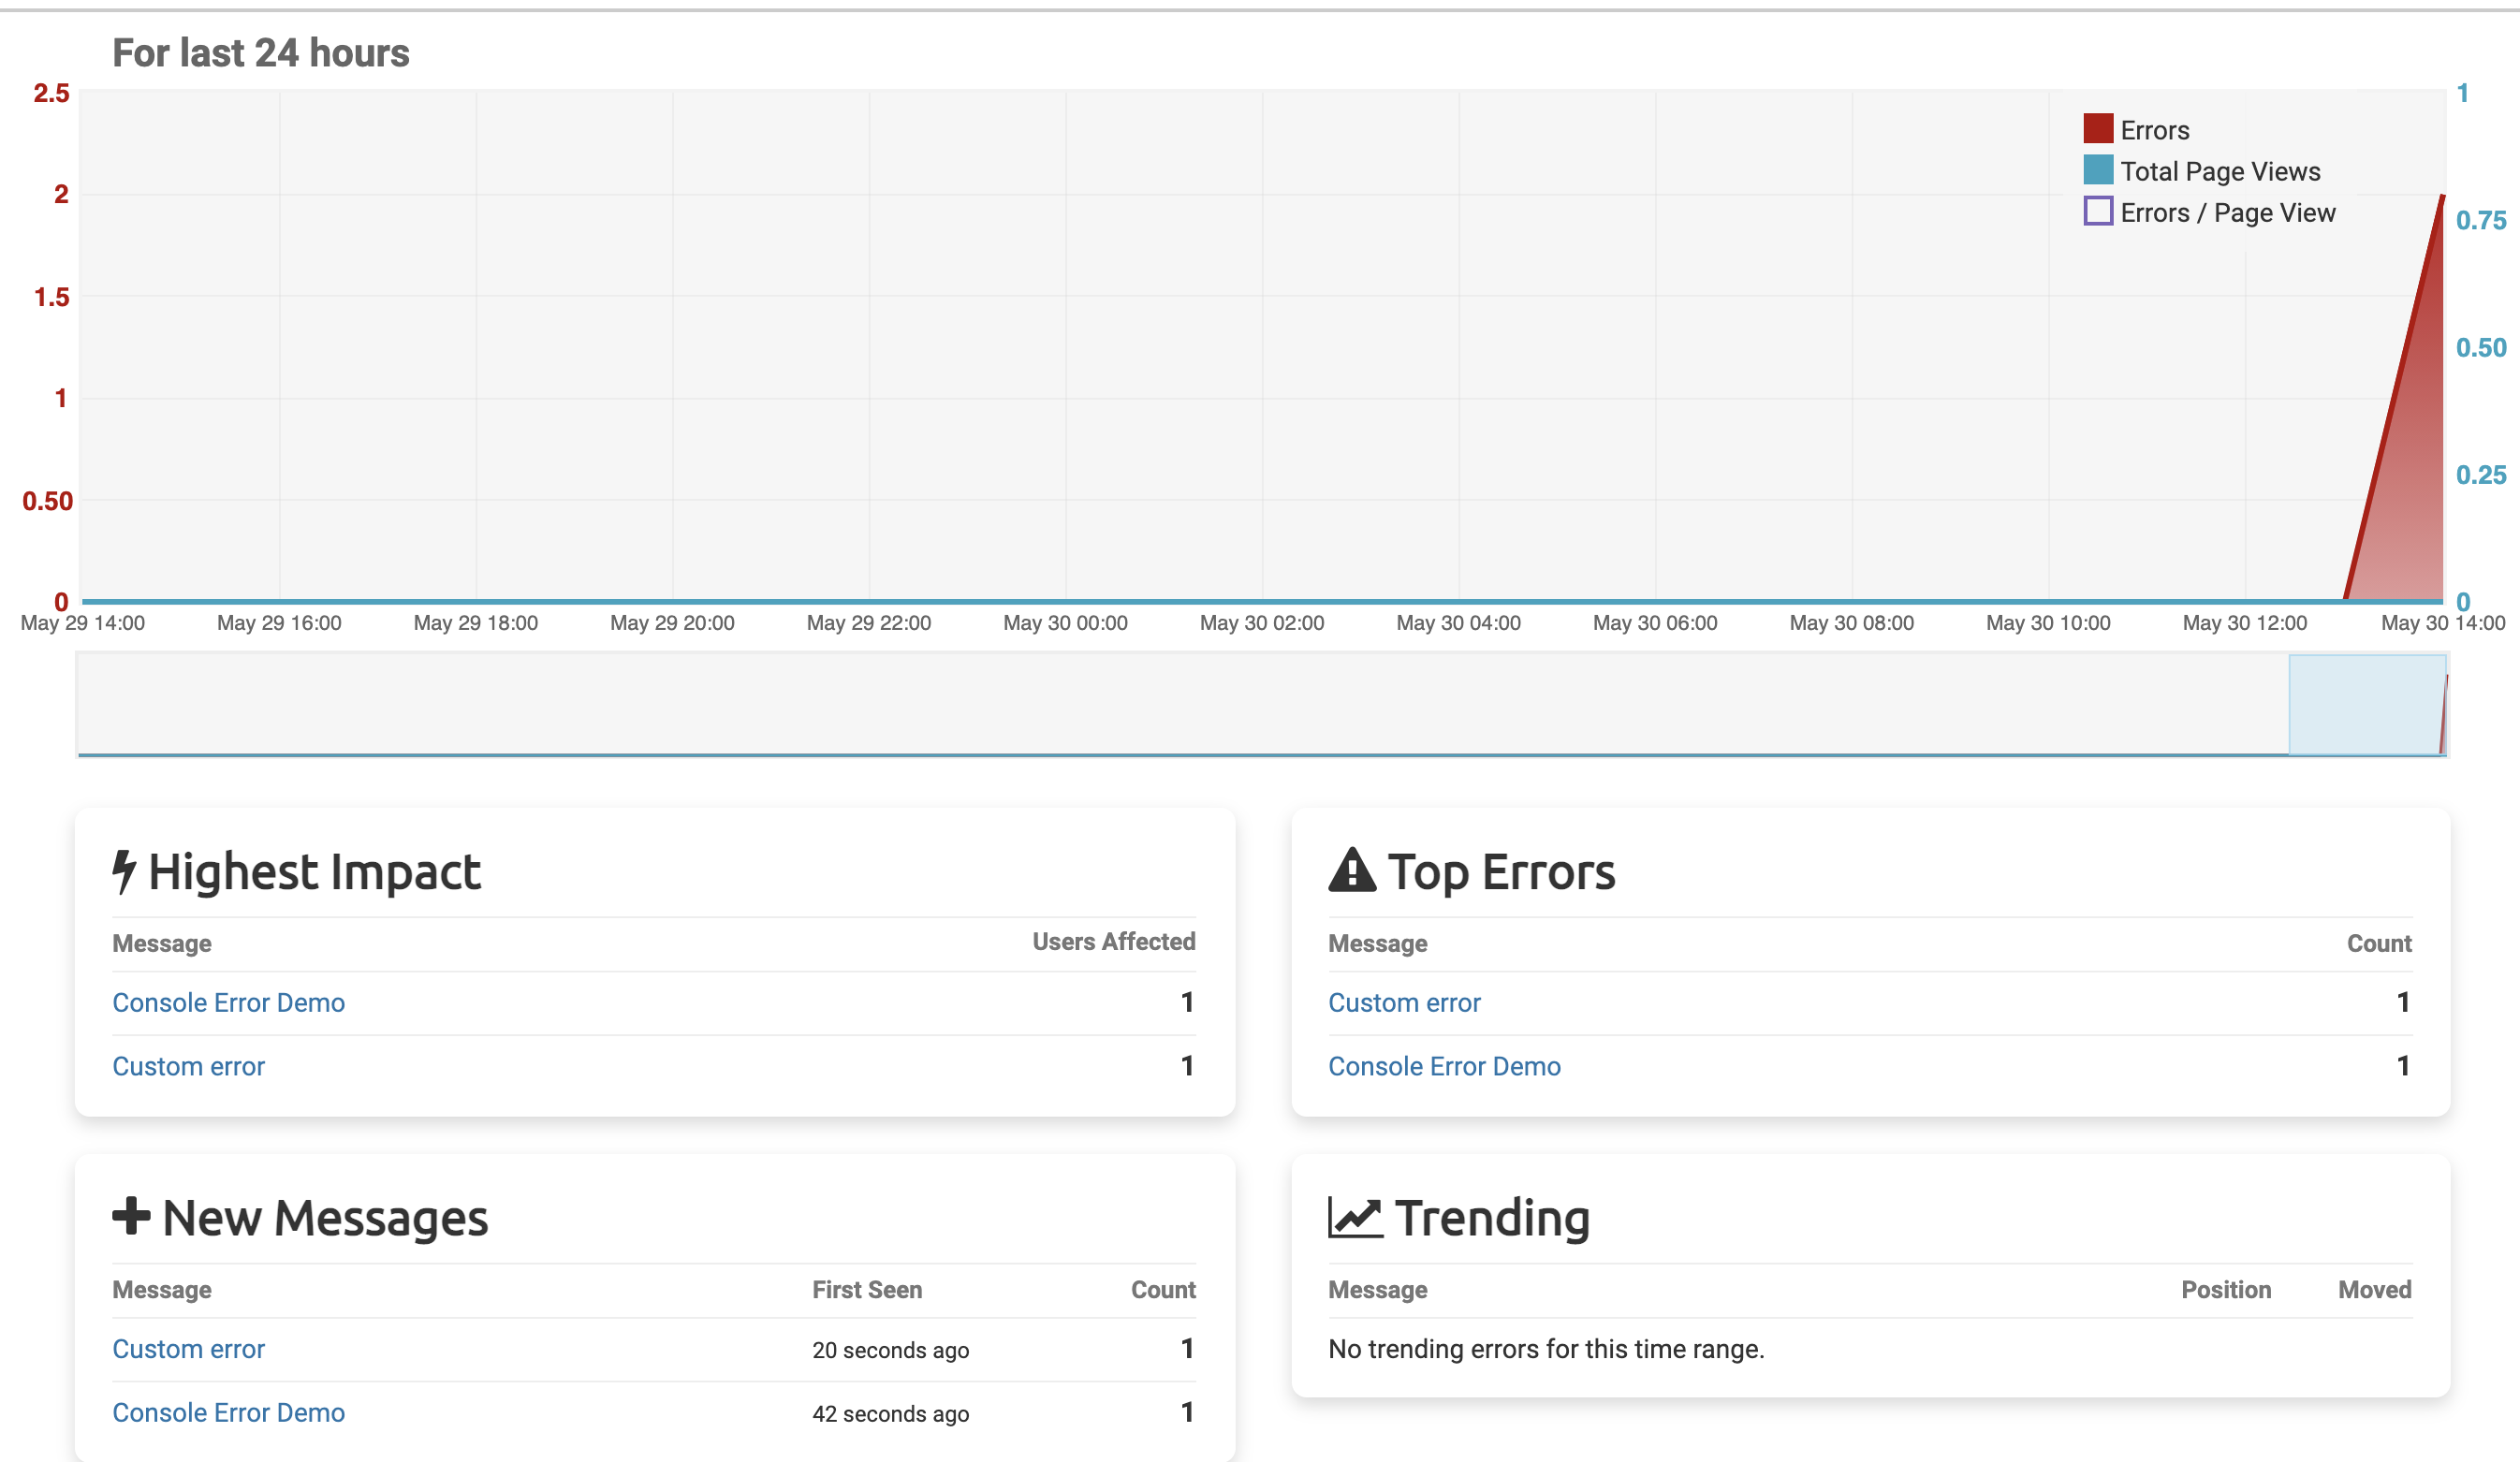 For last 24 hours
2.5
2
1.5
1
0.50
0
1
0.75
0.50
0.25
0
Errors
Total Page Views
Errors / Page View
May 29 14:00 May 29 16:00 May 29 18:00 May 29 20:00 May 29 22:00 May 30 00:00 May 30 02:00 May 30 04:00 May 30 06:00 May 30 08:00 May 30 10:00 May 30 12:00 May 30 14:00
Highest Impact
Message Users Affected
Console Error Demo 1
Custom error 1
Top Errors
Message Count
Custom error 1
Console Error Demo 1
New Messages
Message First Seen Count
Custom error 20 seconds ago 1
Console Error Demo 42 seconds ago 1
Trending
Message Position Moved
No trending errors for this time range.